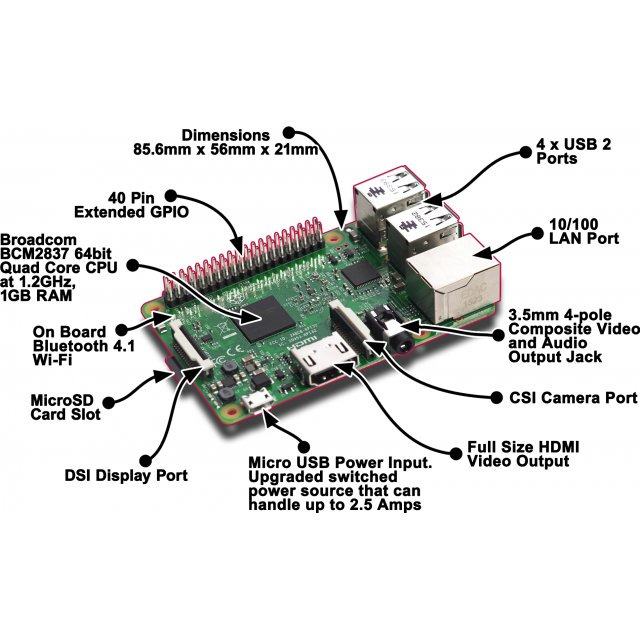 Dimensions
85.6mm x 56mm x 21mm
4 x USB 2
Ports
40 Pin
Extended GPIO
10/100
LAN Port
Broadcom
BCM2837 64bit
Quad Core CPU
at 1.2GHz,
1GB RAM
3.5mm 4-pole
Composite Video
and Audio
Output Jack
On Board
Bluetooth 4.1
Wi-Fi
HDMI
MicroSD
Card Slot
CSI Camera Port
DSI Display Port
Micro USB Power Input.
Upgraded switched
power source that can
handle up to 2.5 Amps
Full Size HDMI
Video Output